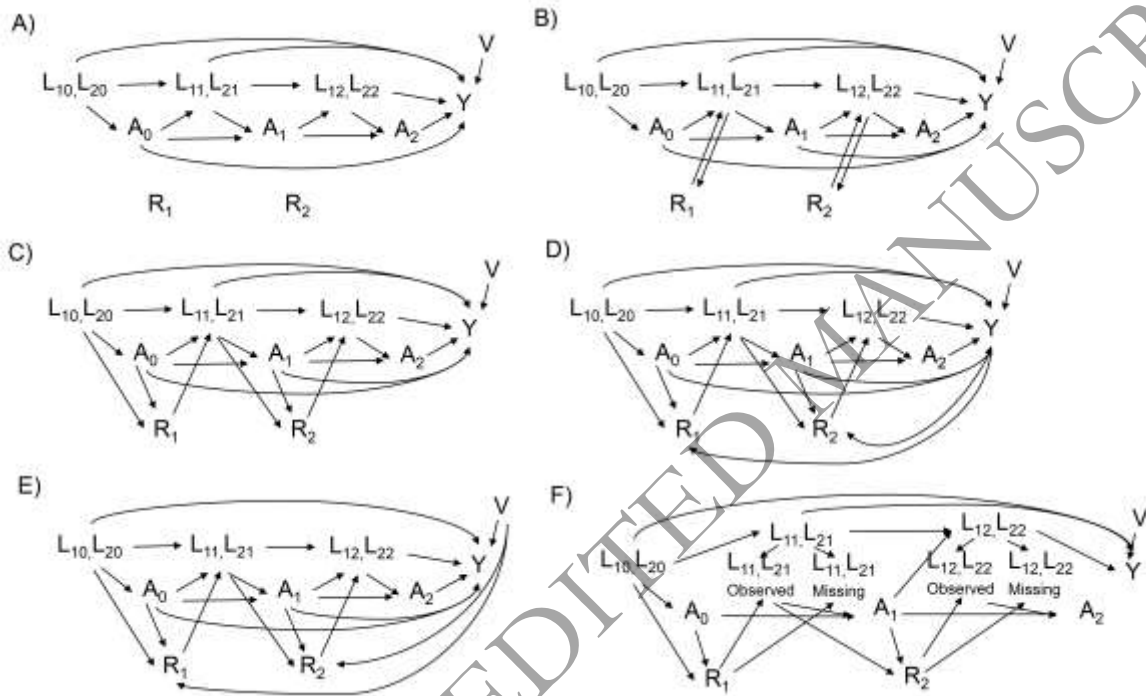 A)
V
L10,L20 L11,L21 L12,L22
Y
A0 A1 A2
R1 R2
B)
V
L10,L20 L11,L21 L12,L22
Y
A0 A1 A2
R1 R2
C)
V
L10,L20 L11,L21 L12,L22
Y
A0 A1 A2
R1 R2
D)
V
L10,L20 L11,L21 L12,L22
Y
A0 A1 A2
R1 R2
E)
V
L10,L20 L11,L21 L12,L22
Y
A0 A1 A2
R1 R2
F)
V
L11,L21 L12,L22
L10,L20 L11,L21 L11,L21 L12,L22 L12,L22
Y
Observed Missing Observed Missing
A0 A1 A2
R1 R2
EDITED MANUSCR